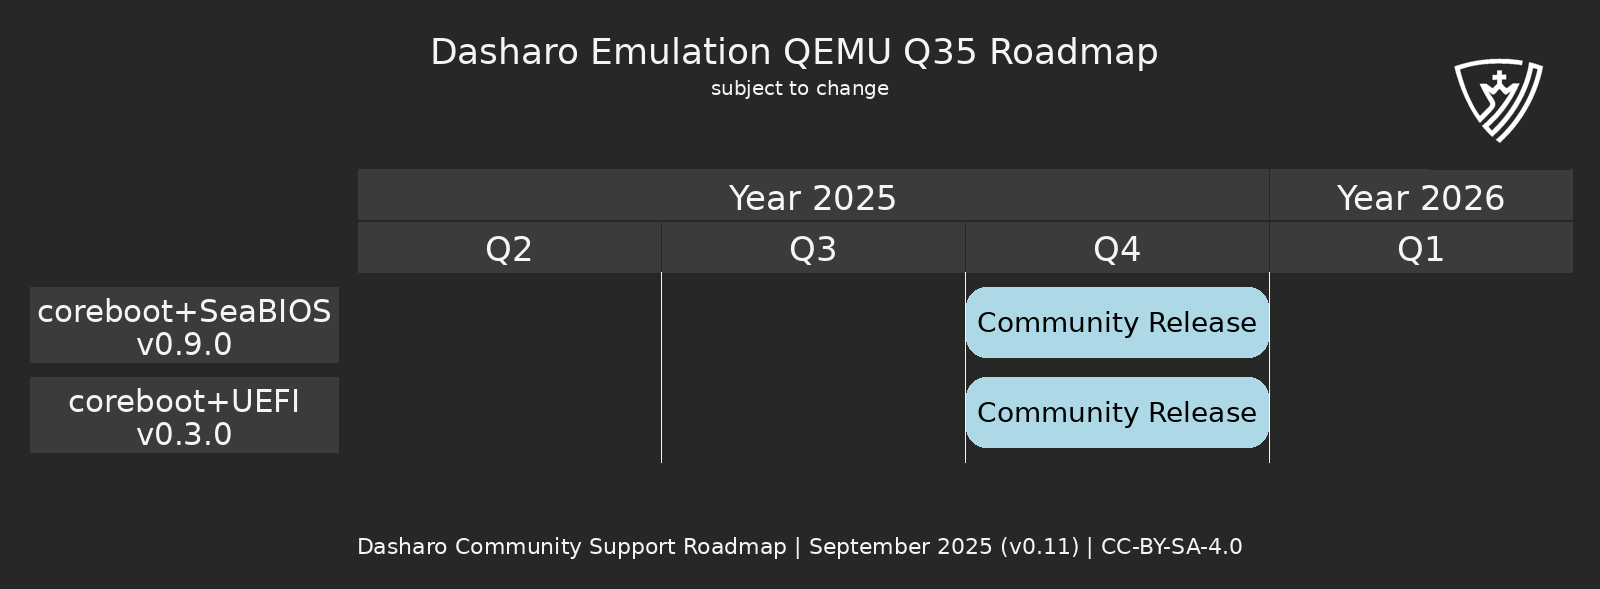 Dasharo Emulation QEMU Q35 Roadmap
subject to change
Year 2025
Year 2026
Q2
Q3
Q4
Q1
coreboot+SeaBIOS
v0.9.0
Community Release
coreboot+UEFI
v0.3.0
Community Release
Dasharo Community Support Roadmap | September 2025 (v0.11) | CC-BY-SA-4.0